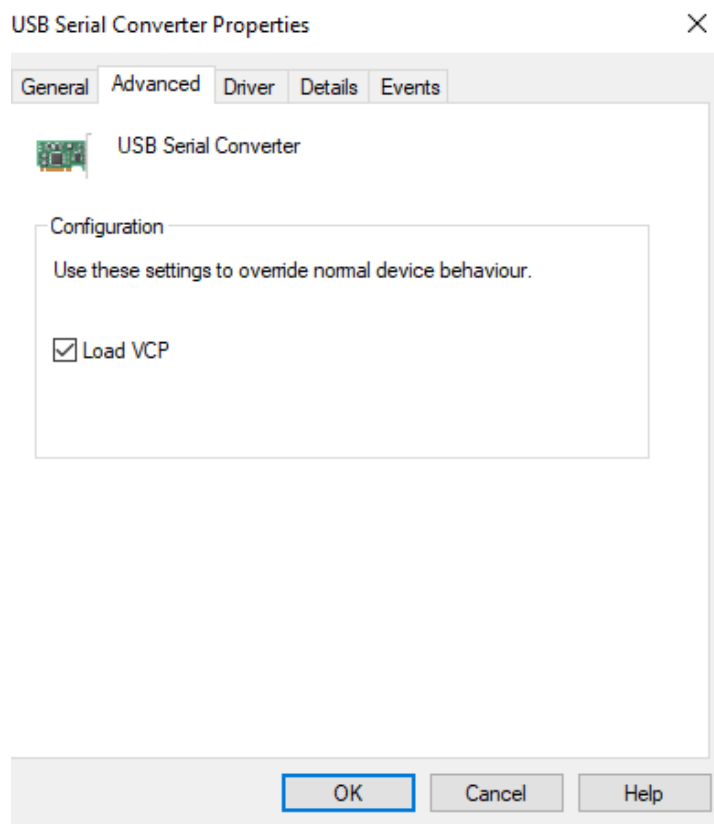 USB Serial Converter Properties
General Advanced Driver Details Events
USB Serial Converter
Configuration
Use these settings to override normal device behaviour.
Load VCP
OK Cancel Help